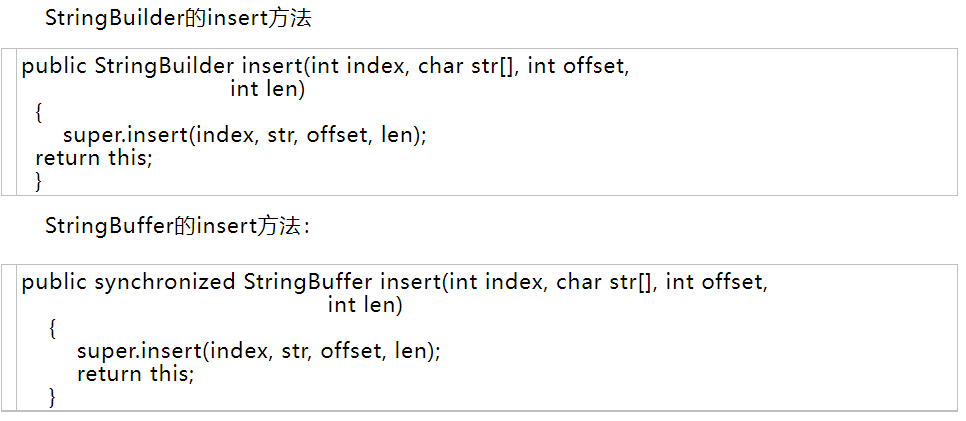 StringBuilder的insert方法
public StringBuilder insert(int index, char str[], int offset,
int len)
{
super.insert(index, str, offset, len);
return this;
}
StringBuffer的insert方法:
public synchronized StringBuffer insert(int index, char str[], int offset,
int len)
{
super.insert(index, str, offset, len);
return this;
}